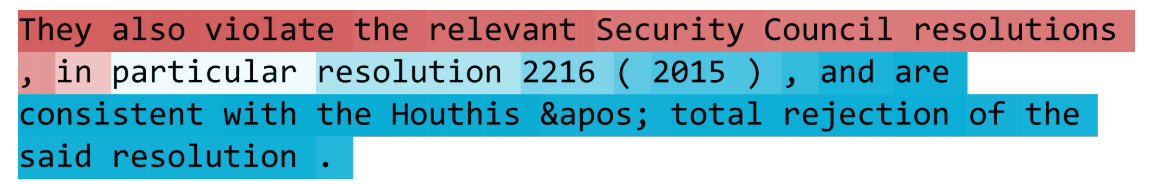 They also violate the relevant Security Council resolutions
, in particular resolution 2216 ( 2015 ) , and are
consistent with the Houthis &apos; total rejection of the
said resolution .